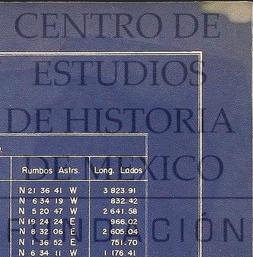 CENTRO DE
ESTUDIOS
DE HISTORIA
DE MEXICO
FUNDACIÓN
Rumbos Astrs. Long. Lados
N 21 36 41 W 3 823.91
N 6 34 19 W 832.42
N 5 20 47 W 2 641.58
N 19 24 24 E 966.02
N 8 32 06 E 2 605.04
N 1 36 52 E 751.70
N 6 34 11 W 1 176.41